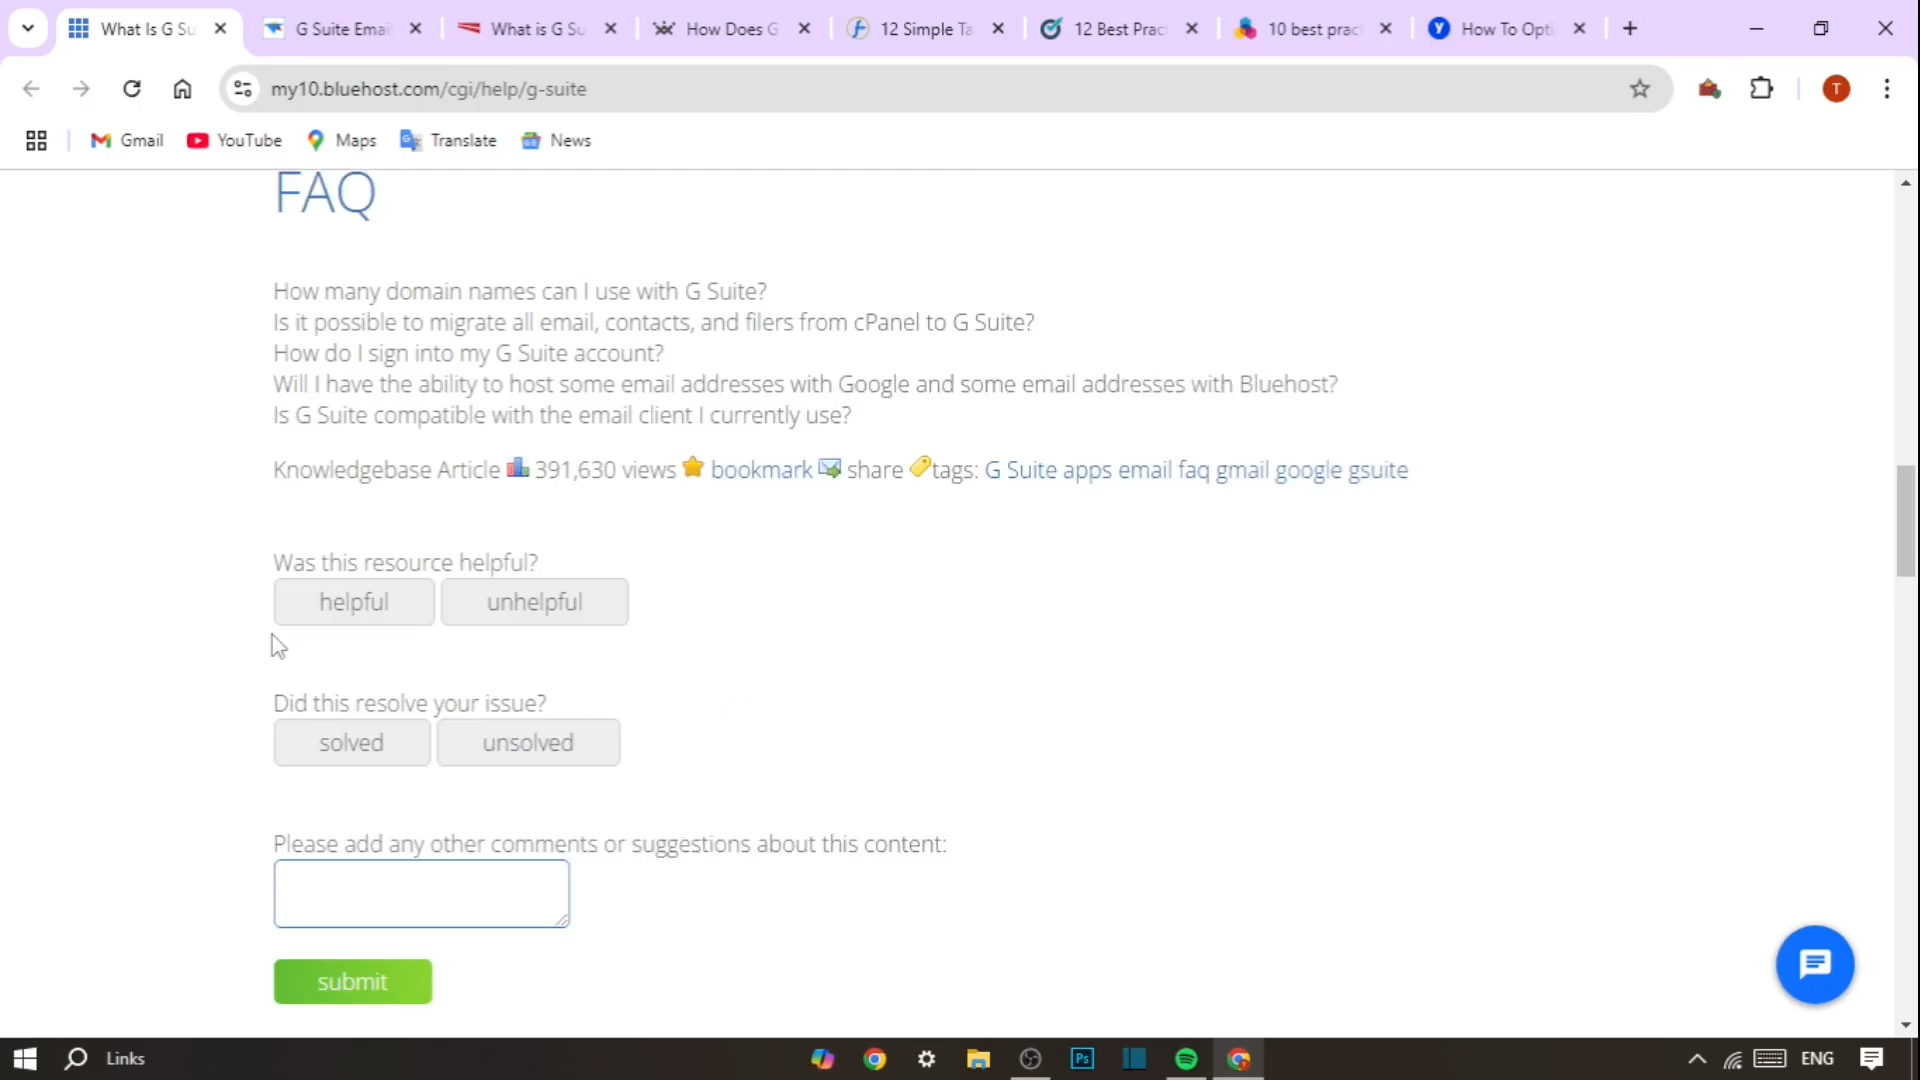 What Is G Su
G Suite Emai
What is G Su
How Does G
12 Simple Ta
12 Best Prac
10 best prac
How To Opti
my10.bluehost.com/cgi/help/g-suite
T
Gmail
YouTube
Maps
Translate
News
FAQ
How many domain names can I use with G Suite?
Is it possible to migrate all email, contacts, and filers from cPanel to G Suite?
How do I sign into my G Suite account?
Will I have the ability to host some email addresses with Google and some email addresses with Bluehost?
Is G Suite compatible with the email client I currently use?
Knowledgebase Article 391,630 views bookmark share tags: G Suite apps email faq gmail google gsuite
Was this resource helpful?
helpful unhelpful
Did this resolve your issue?
solved unsolved
Please add any other comments or suggestions about this content:
submit
Links
Ps
ENG